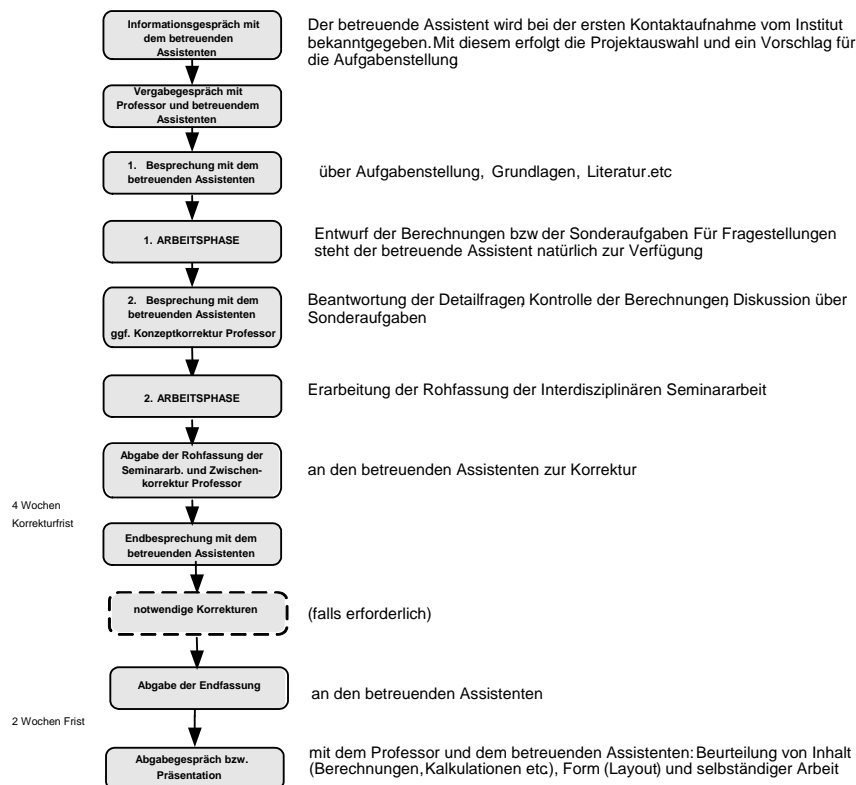 Informationsgespräch mit
dem betreuenden
Assistenten
Der betreuende Assistent wird bei der ersten Kontaktaufnahme vom Institut
bekanntgegeben.Mit diesem erfolgt die Projektauswahl und ein Vorschlag für
die Aufgabenstellung
Vergabegespräch mit
Professor und betreuendem
Assistenten
1. Besprechung mit dem
betreuenden Assistenten
über Aufgabenstellung, Grundlagen, Literatur.etc
1. ARBEITSPHASE
Entwurf der Berechnungen bzw der Sonderaufgaben Für Fragestellungen
steht der betreuende Assistent natürlich zur Verfügung
2. Besprechung mit dem
betreuenden Assistenten
ggf. Konzeptkorrektur Professor
Beantwortung der Detailfragen, Kontrolle der Berechnungen, Diskussion über
Sonderaufgaben
2. ARBEITSPHASE
Erarbeitung der Rohfassung der Interdisziplinären Seminararbeit
Abgabe der Rohfassung der
Seminararb. und Zwischen-
korrektur Professor
an den betreuenden Assistenten zur Korrektur
4 Wochen
Korrekturfrist
Endbesprechung mit dem
betreuenden Assistenten
notwendige Korrekturen
(falls erforderlich)
Abgabe der Endfassung
an den betreuenden Assistenten
2 Wochen Frist
Abgabegespräch bzw.
Präsentation
mit dem Professor und dem betreuenden Assistenten: Beurteilung von Inhalt
(Berechnungen, Kalkulationen etc), Form (Layout) und selbständiger Arbeit